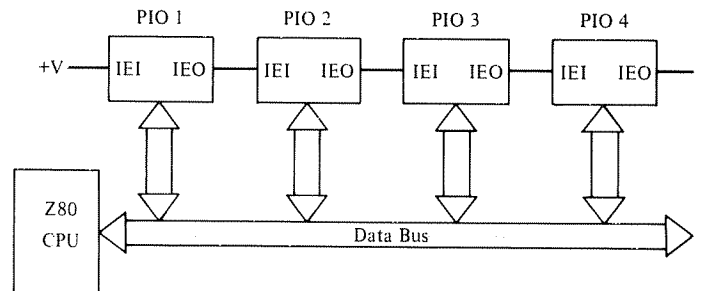 PIO 1 PIO 2 PIO 3 PIO 4
+V IEI IEO IEI IEO IEI IEO IEI IEO
Z80
CPU
Data Bus